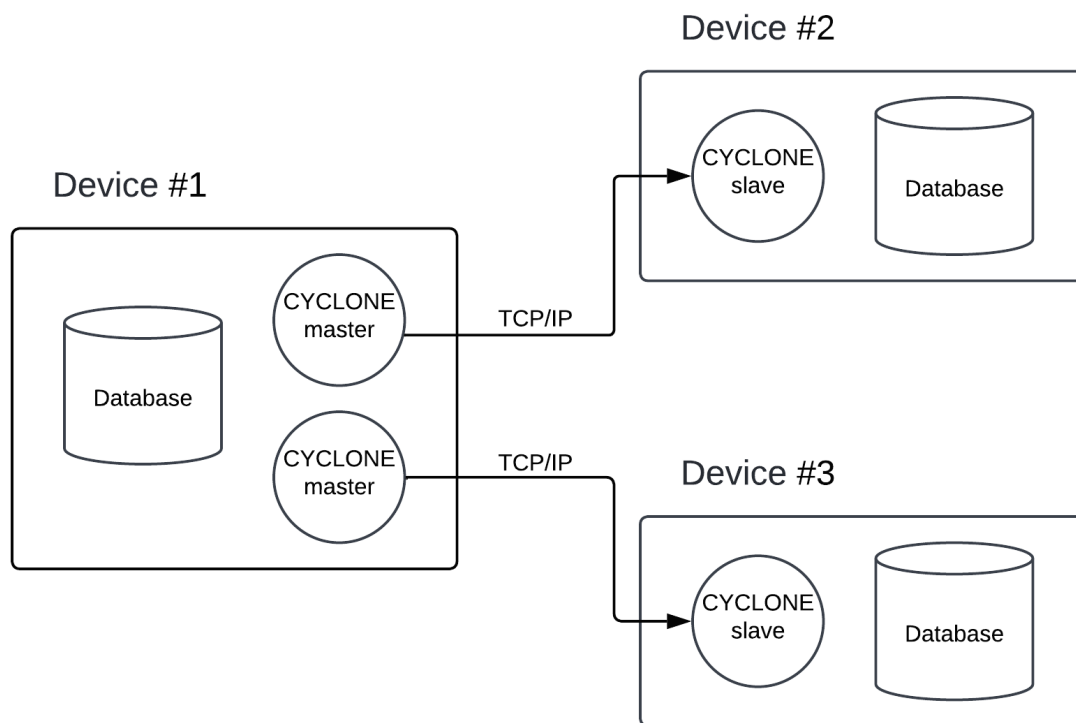 Device #2
CYCLONE
slave
Database
Device #1
CYCLONE
master
TCP/IP
Database
CYCLONE
master
TCP/IP
Device #3
CYCLONE
slave
Database